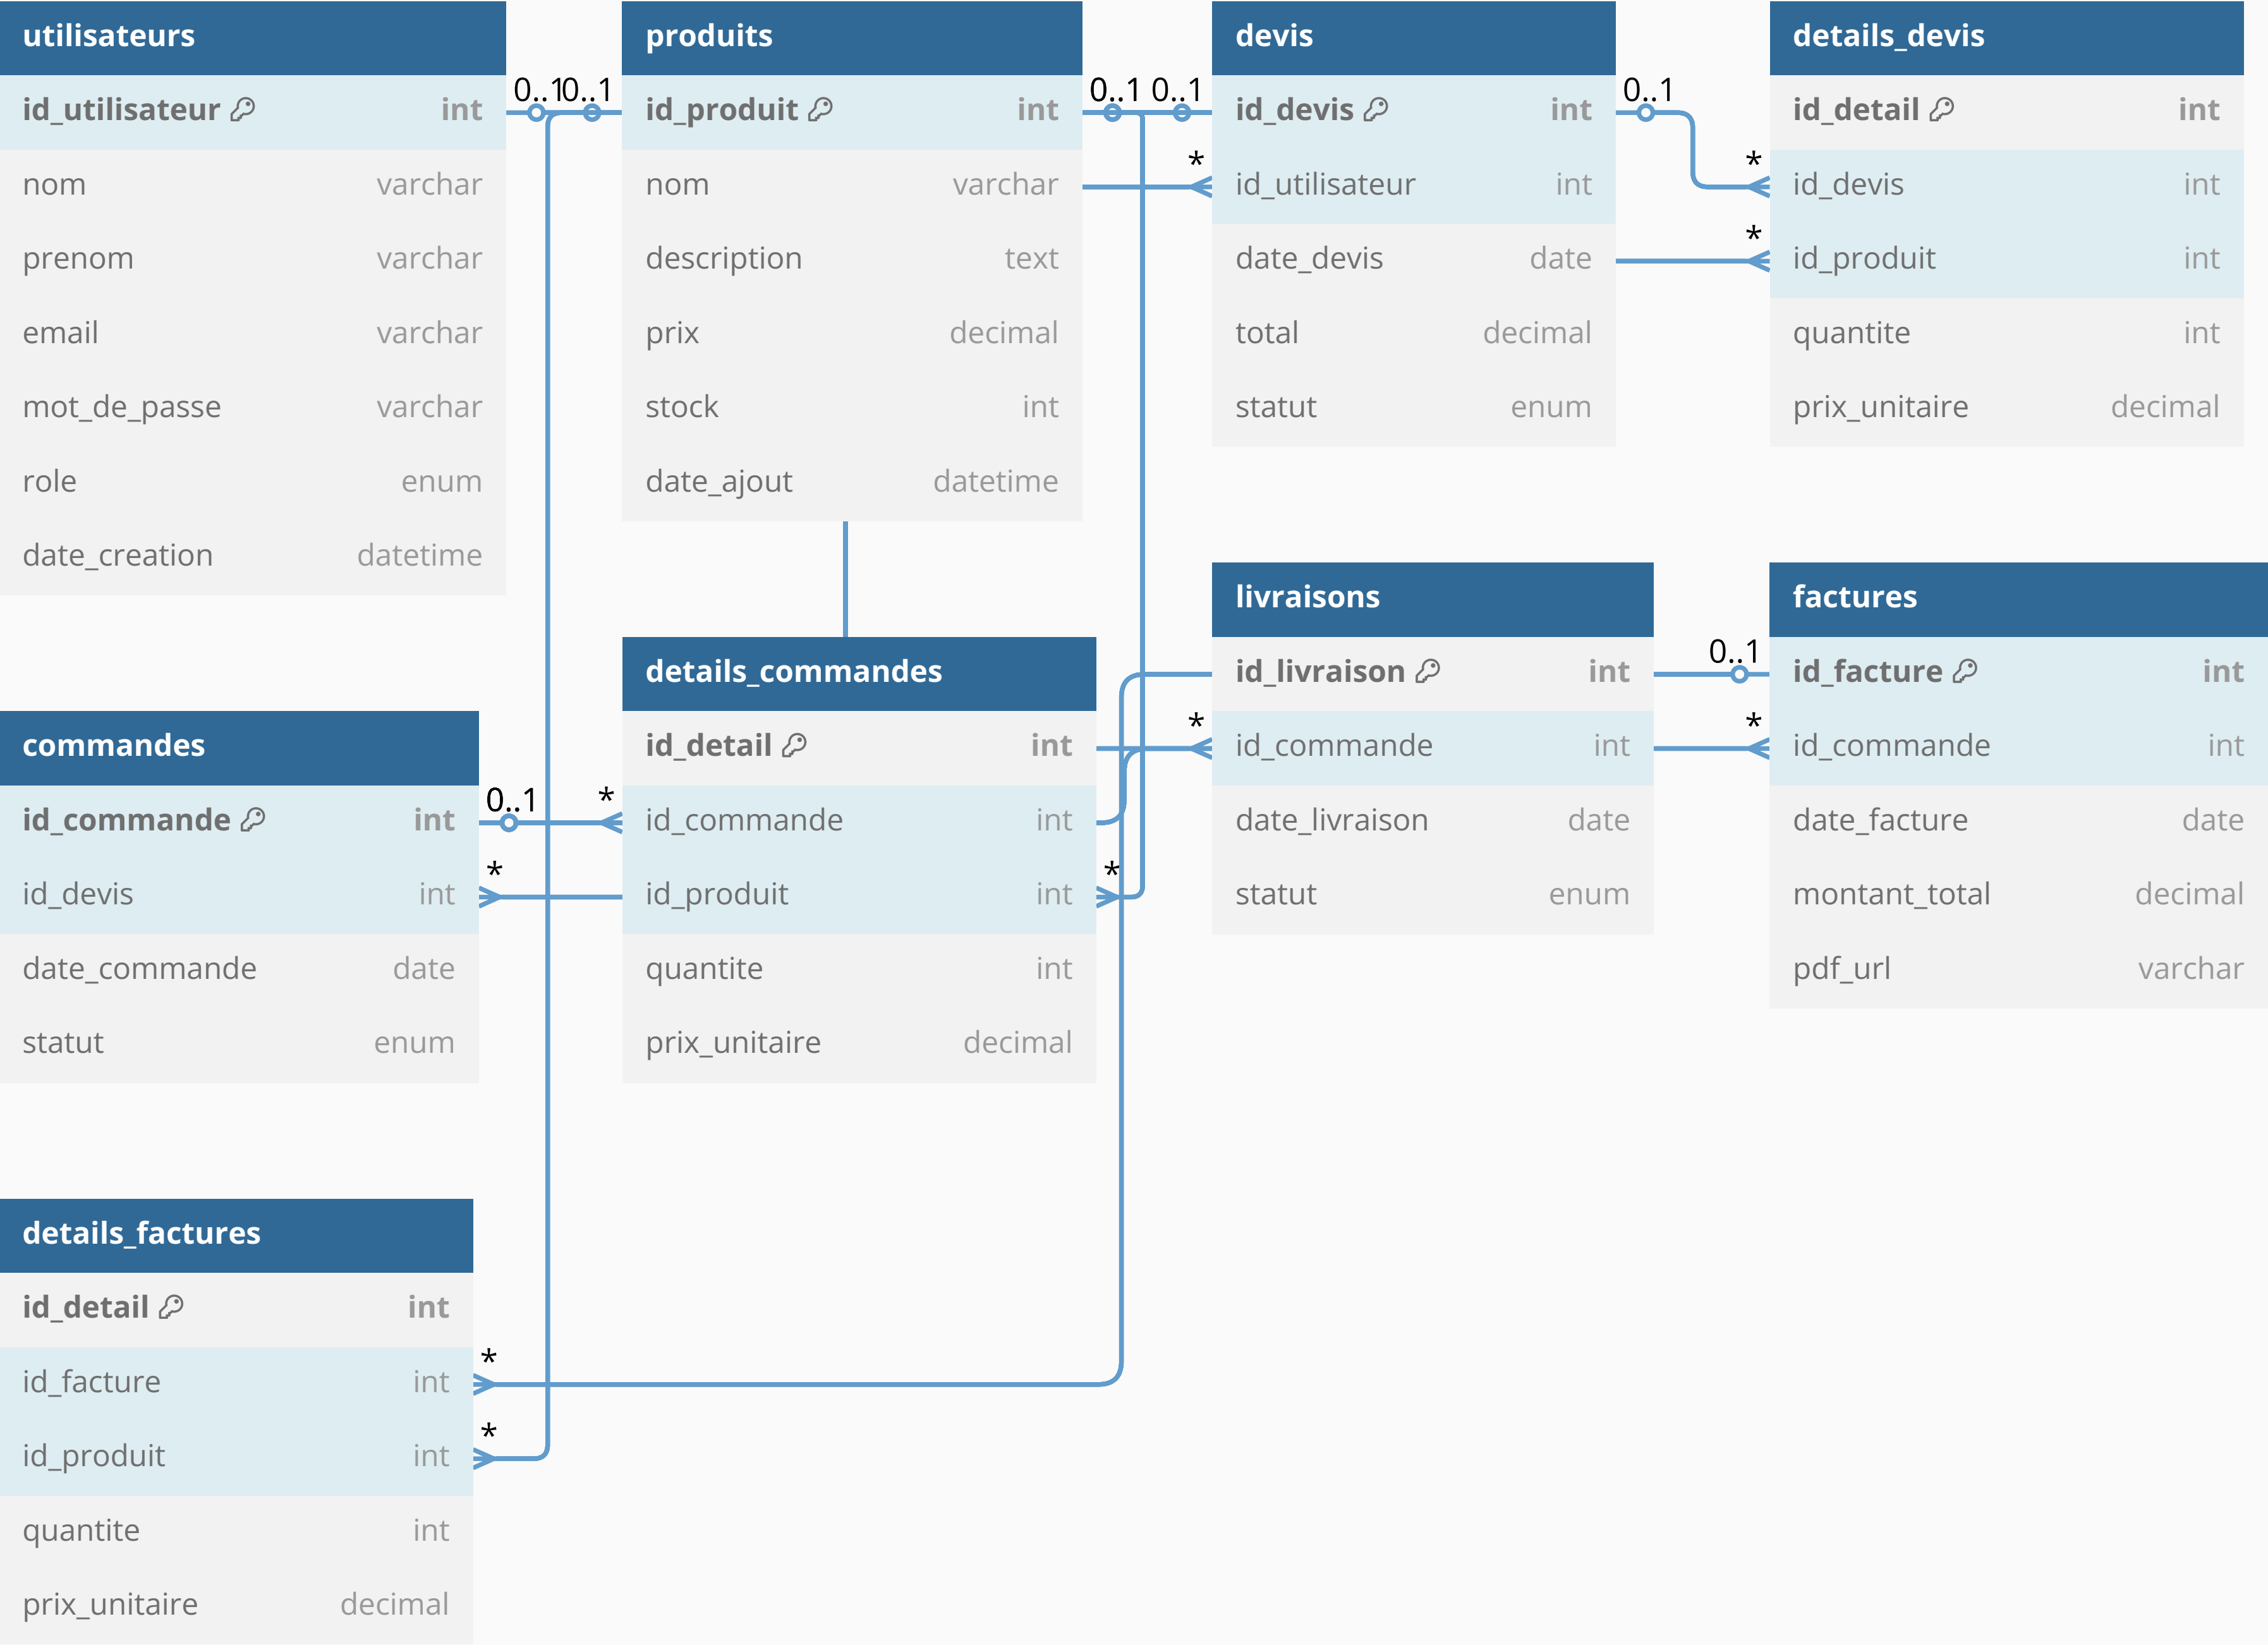 utilisateurs
id_utilisateur int
nom varchar
prenom varchar
email varchar
mot_de_passe varchar
role enum
date_creation datetime
0..1
0..1
produits
id_produit int
nom varchar
description text
prix decimal
stock int
date_ajout datetime
0..1
0..1
*
devis
id_devis int
id_utilisateur int
date_devis date
total decimal
statut enum
0..1
*
*
details_devis
id_detail int
id_devis int
id_produit int
quantite int
prix_unitaire decimal
commandes
id_commande int
id_devis int
date_commande date
statut enum
0..1
*
*
details_commandes
id_detail int
id_commande int
id_produit int
quantite int
prix_unitaire decimal
*
*
livraisons
id_livraison int
id_commande int
date_livraison date
statut enum
0..1
*
factures
id_facture int
id_commande int
date_facture date
montant_total decimal
pdf_url varchar
details_factures
id_detail int
id_facture int
id_produit int
quantite int
prix_unitaire decimal
*
*